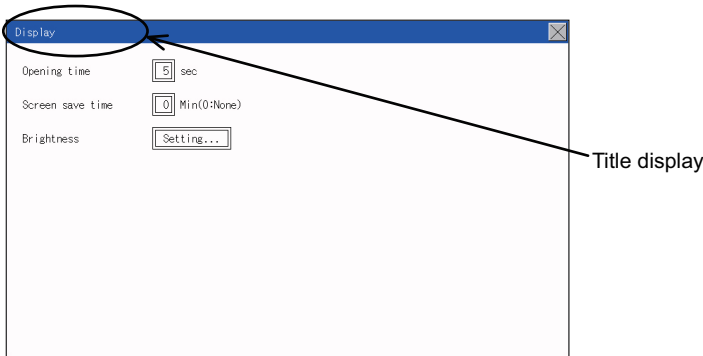 Display
Opening time 5 sec
Screen save time 0 Min(0:None)
Brightness Setting...
Title display